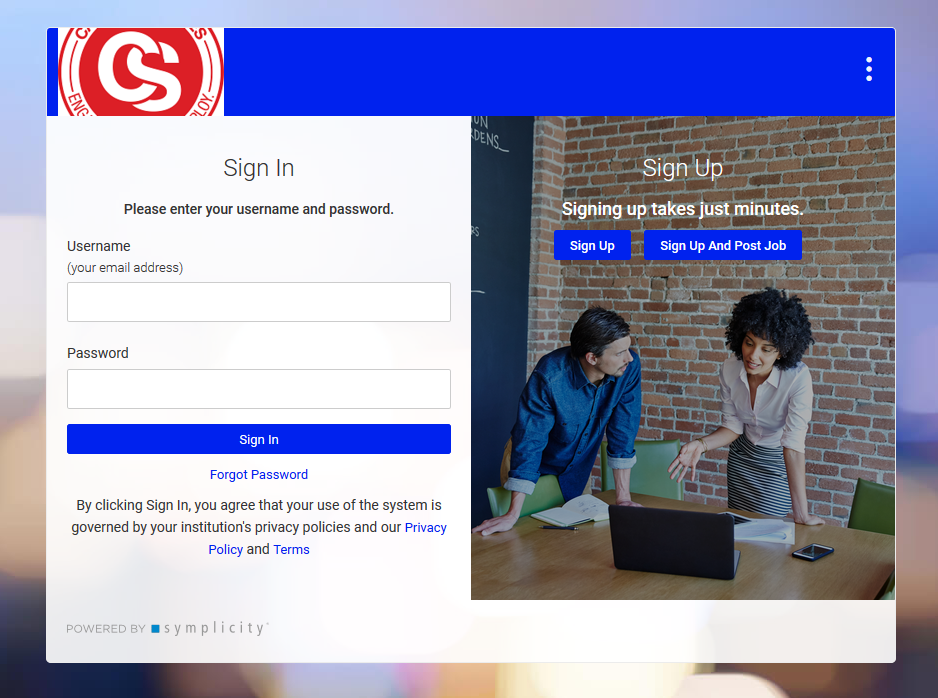 CS
Sign In
Please enter your username and password.
Username
(your email address)
Password
Sign In
Forgot Password
By clicking Sign In, you agree that your use of the system is
governed by your institution's privacy policies and our Privacy
Policy and Terms
POWERED BY symplicity
Sign Up
Signing up takes just minutes.
Sign Up
Sign Up And Post Job